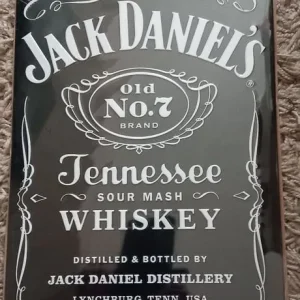 JACK DANIEL'S
®
Old
No.7
BRAND
Tennessee
SOUR MASH
WHISKEY
DISTILLED & BOTTLED BY
JACK DANIEL DISTILLERY
LYNCHBURG, TENN. USA